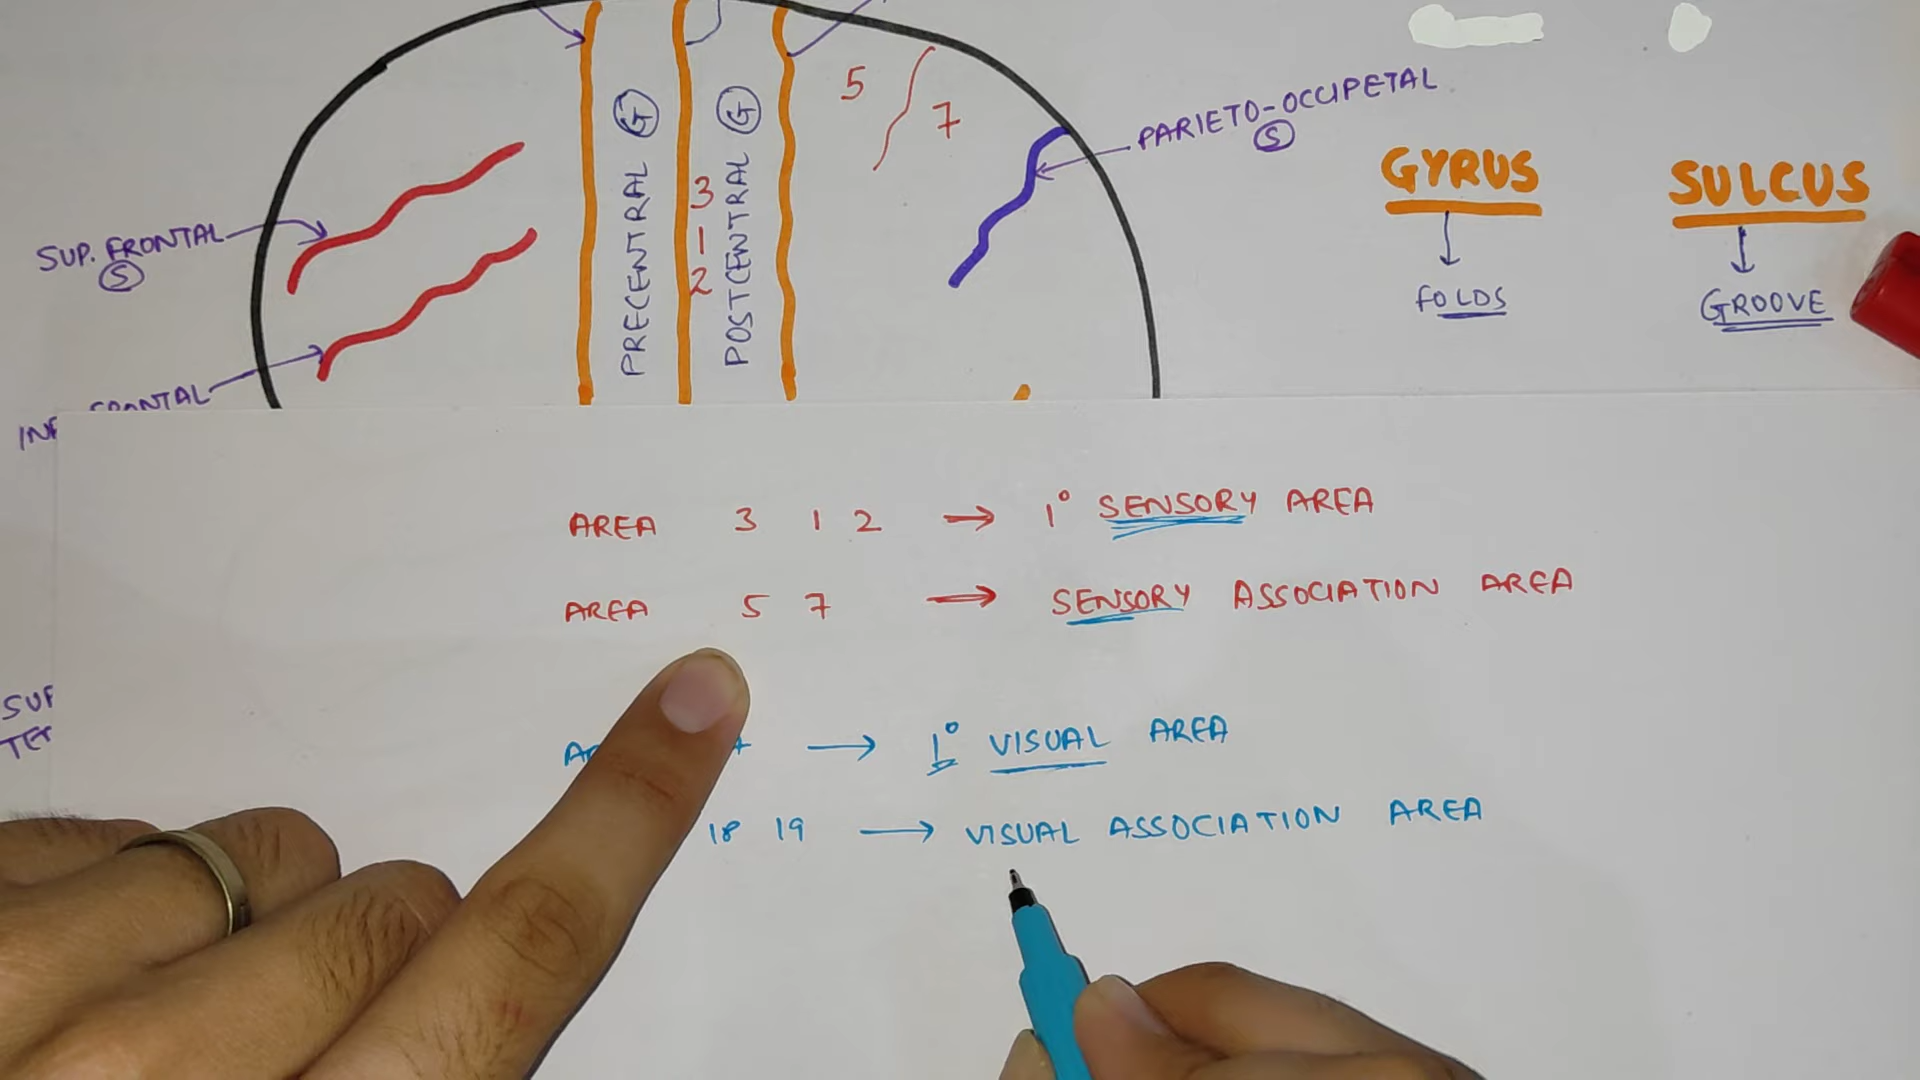 5
7
PARIETO-OCCIPETAL
S
GYRUS
SULCUS
FOLDS
GROOVE
PRECENTRAL G
POSTCENTRAL G
3
1
2
SUP. FRONTAL
S
FRONTAL
AREA 3 1 2 → 1° SENSORY AREA
AREA 5 7 → SENSORY ASSOCIATION AREA
→ 1° VISUAL AREA
18 19 → VISUAL ASSOCIATION AREA